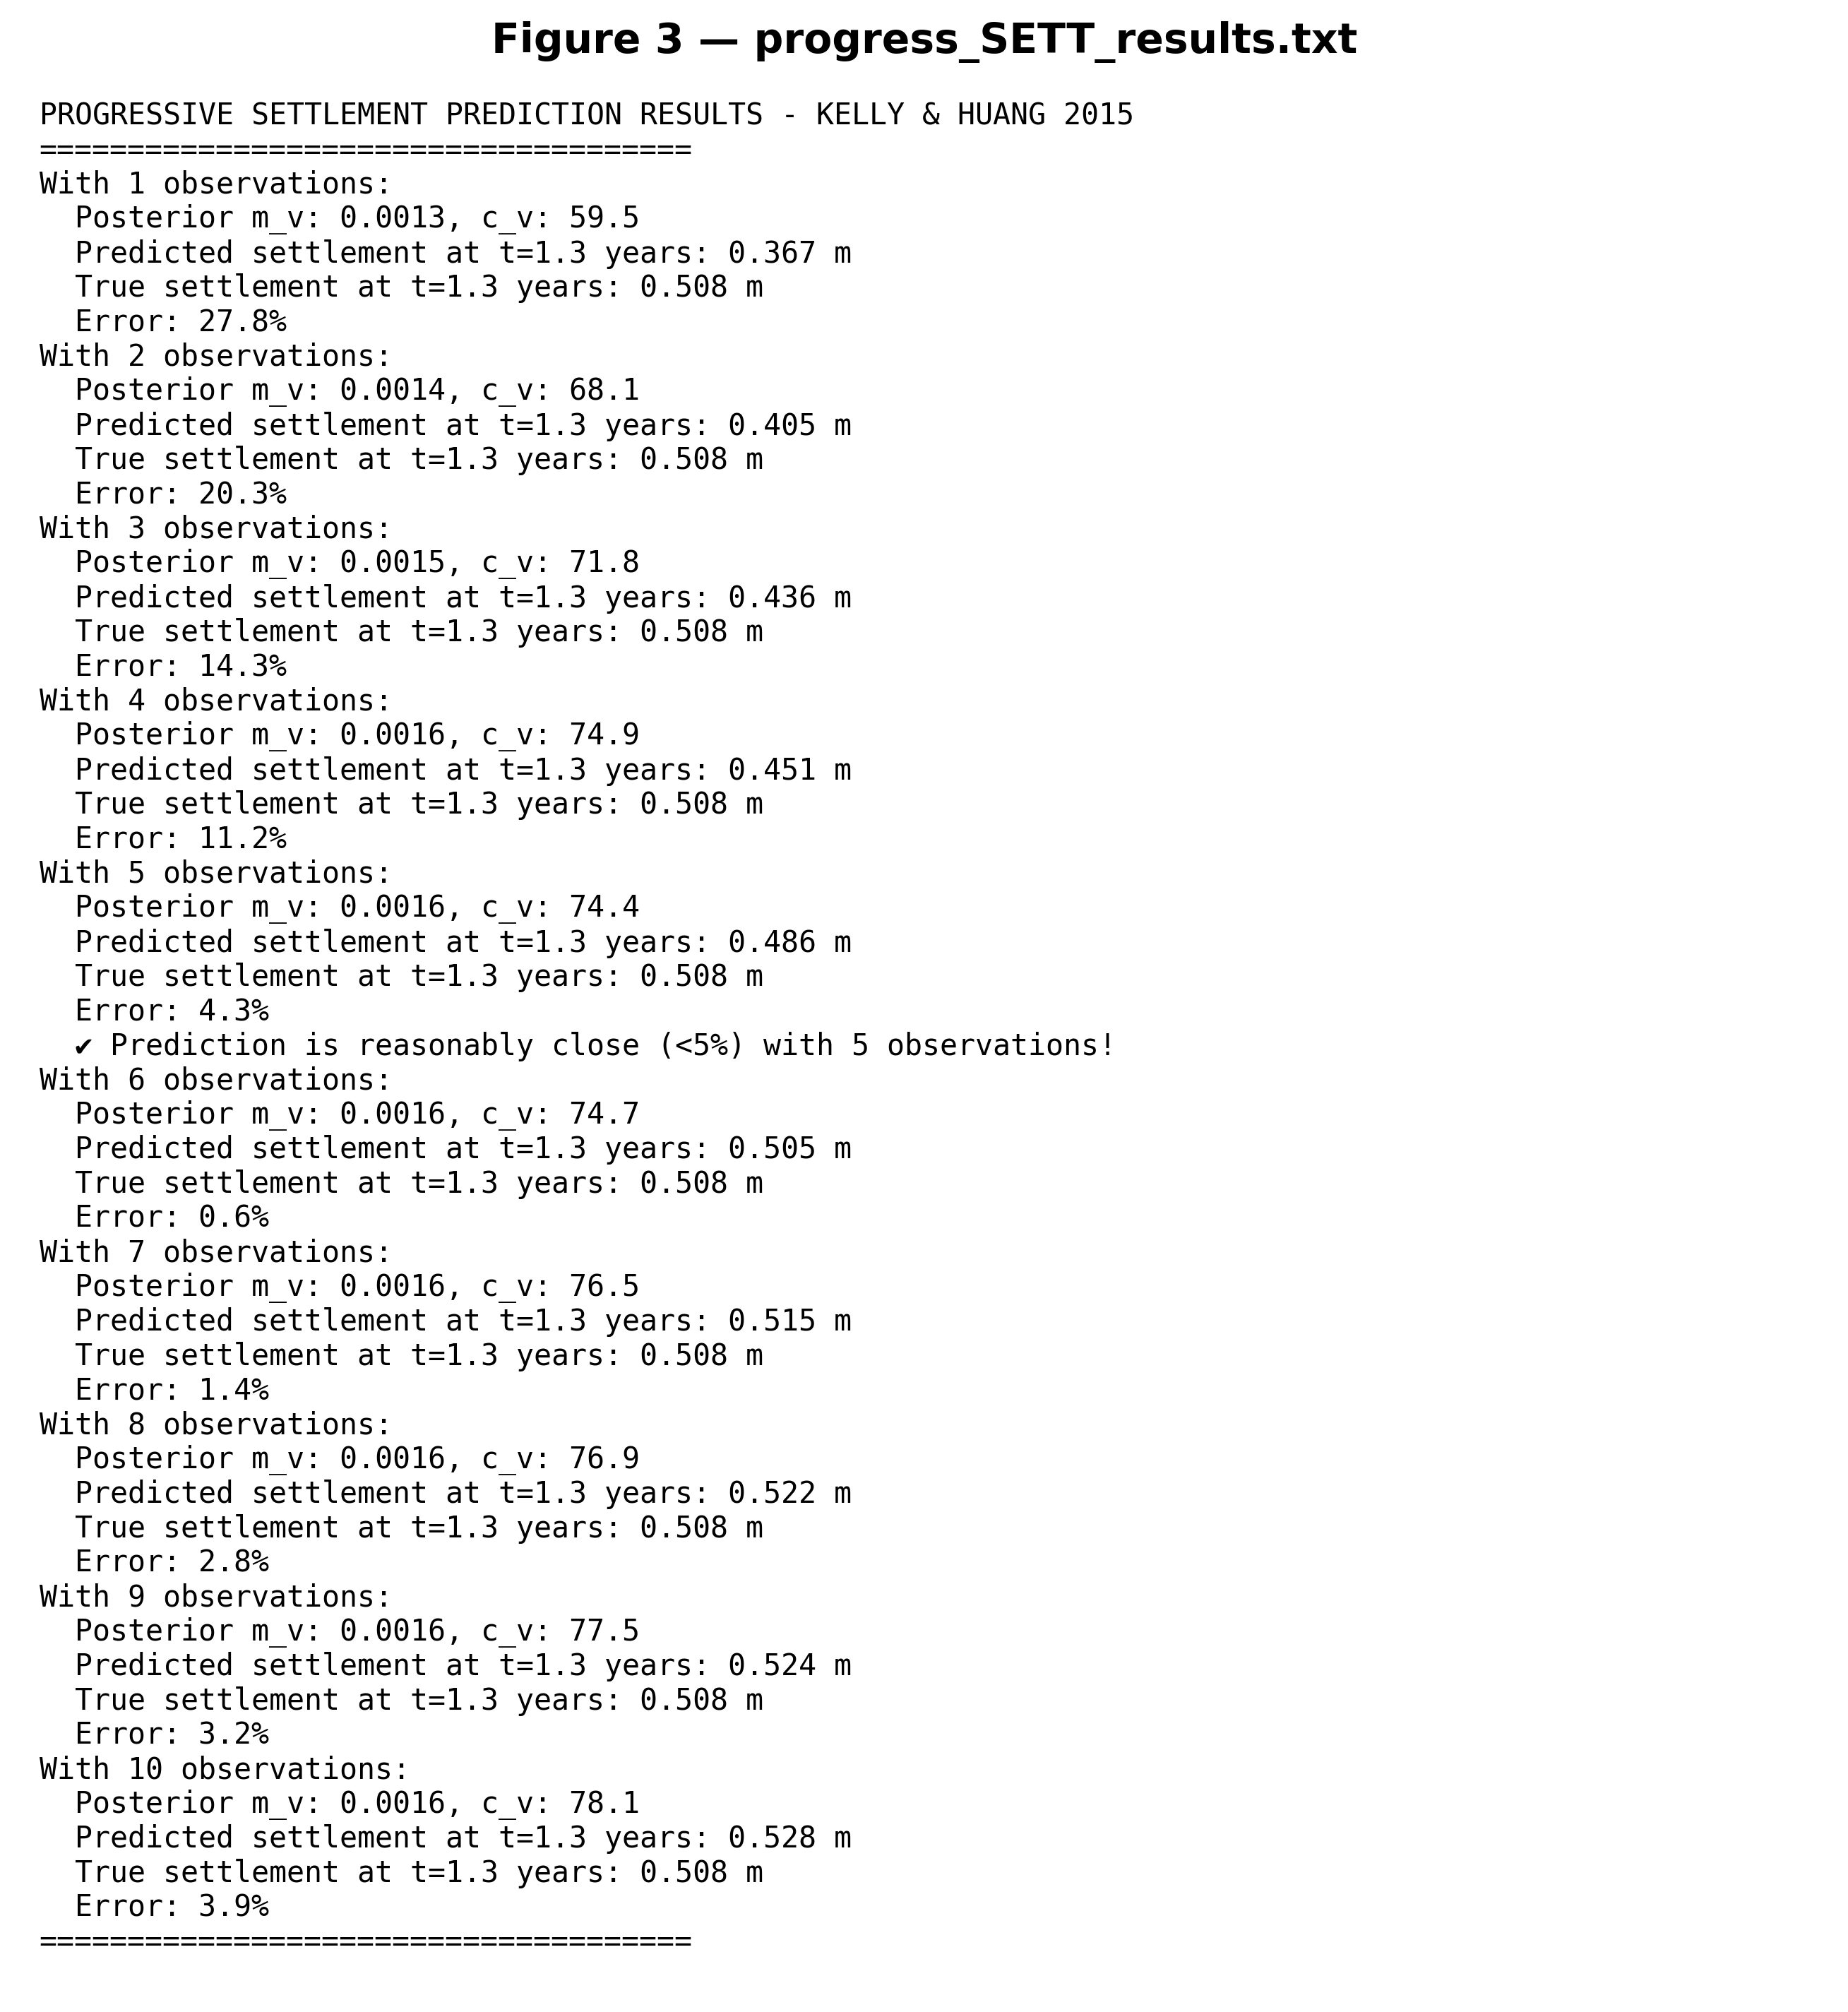 Figure 3 — progress_SETT_results.txt
PROGRESSIVE SETTLEMENT PREDICTION RESULTS - KELLY & HUANG 2015
=====================================
With 1 observations:
  Posterior m_v: 0.0013, c_v: 59.5
  Predicted settlement at t=1.3 years: 0.367 m
  True settlement at t=1.3 years: 0.508 m
  Error: 27.8%
With 2 observations:
  Posterior m_v: 0.0014, c_v: 68.1
  Predicted settlement at t=1.3 years: 0.405 m
  True settlement at t=1.3 years: 0.508 m
  Error: 20.3%
With 3 observations:
  Posterior m_v: 0.0015, c_v: 71.8
  Predicted settlement at t=1.3 years: 0.436 m
  True settlement at t=1.3 years: 0.508 m
  Error: 14.3%
With 4 observations:
  Posterior m_v: 0.0016, c_v: 74.9
  Predicted settlement at t=1.3 years: 0.451 m
  True settlement at t=1.3 years: 0.508 m
  Error: 11.2%
With 5 observations:
  Posterior m_v: 0.0016, c_v: 74.4
  Predicted settlement at t=1.3 years: 0.486 m
  True settlement at t=1.3 years: 0.508 m
  Error: 4.3%
  ✔ Prediction is reasonably close (<5%) with 5 observations!
With 6 observations:
  Posterior m_v: 0.0016, c_v: 74.7
  Predicted settlement at t=1.3 years: 0.505 m
  True settlement at t=1.3 years: 0.508 m
  Error: 0.6%
With 7 observations:
  Posterior m_v: 0.0016, c_v: 76.5
  Predicted settlement at t=1.3 years: 0.515 m
  True settlement at t=1.3 years: 0.508 m
  Error: 1.4%
With 8 observations:
  Posterior m_v: 0.0016, c_v: 76.9
  Predicted settlement at t=1.3 years: 0.522 m
  True settlement at t=1.3 years: 0.508 m
  Error: 2.8%
With 9 observations:
  Posterior m_v: 0.0016, c_v: 77.5
  Predicted settlement at t=1.3 years: 0.524 m
  True settlement at t=1.3 years: 0.508 m
  Error: 3.2%
With 10 observations:
  Posterior m_v: 0.0016, c_v: 78.1
  Predicted settlement at t=1.3 years: 0.528 m
  True settlement at t=1.3 years: 0.508 m
  Error: 3.9%
=====================================